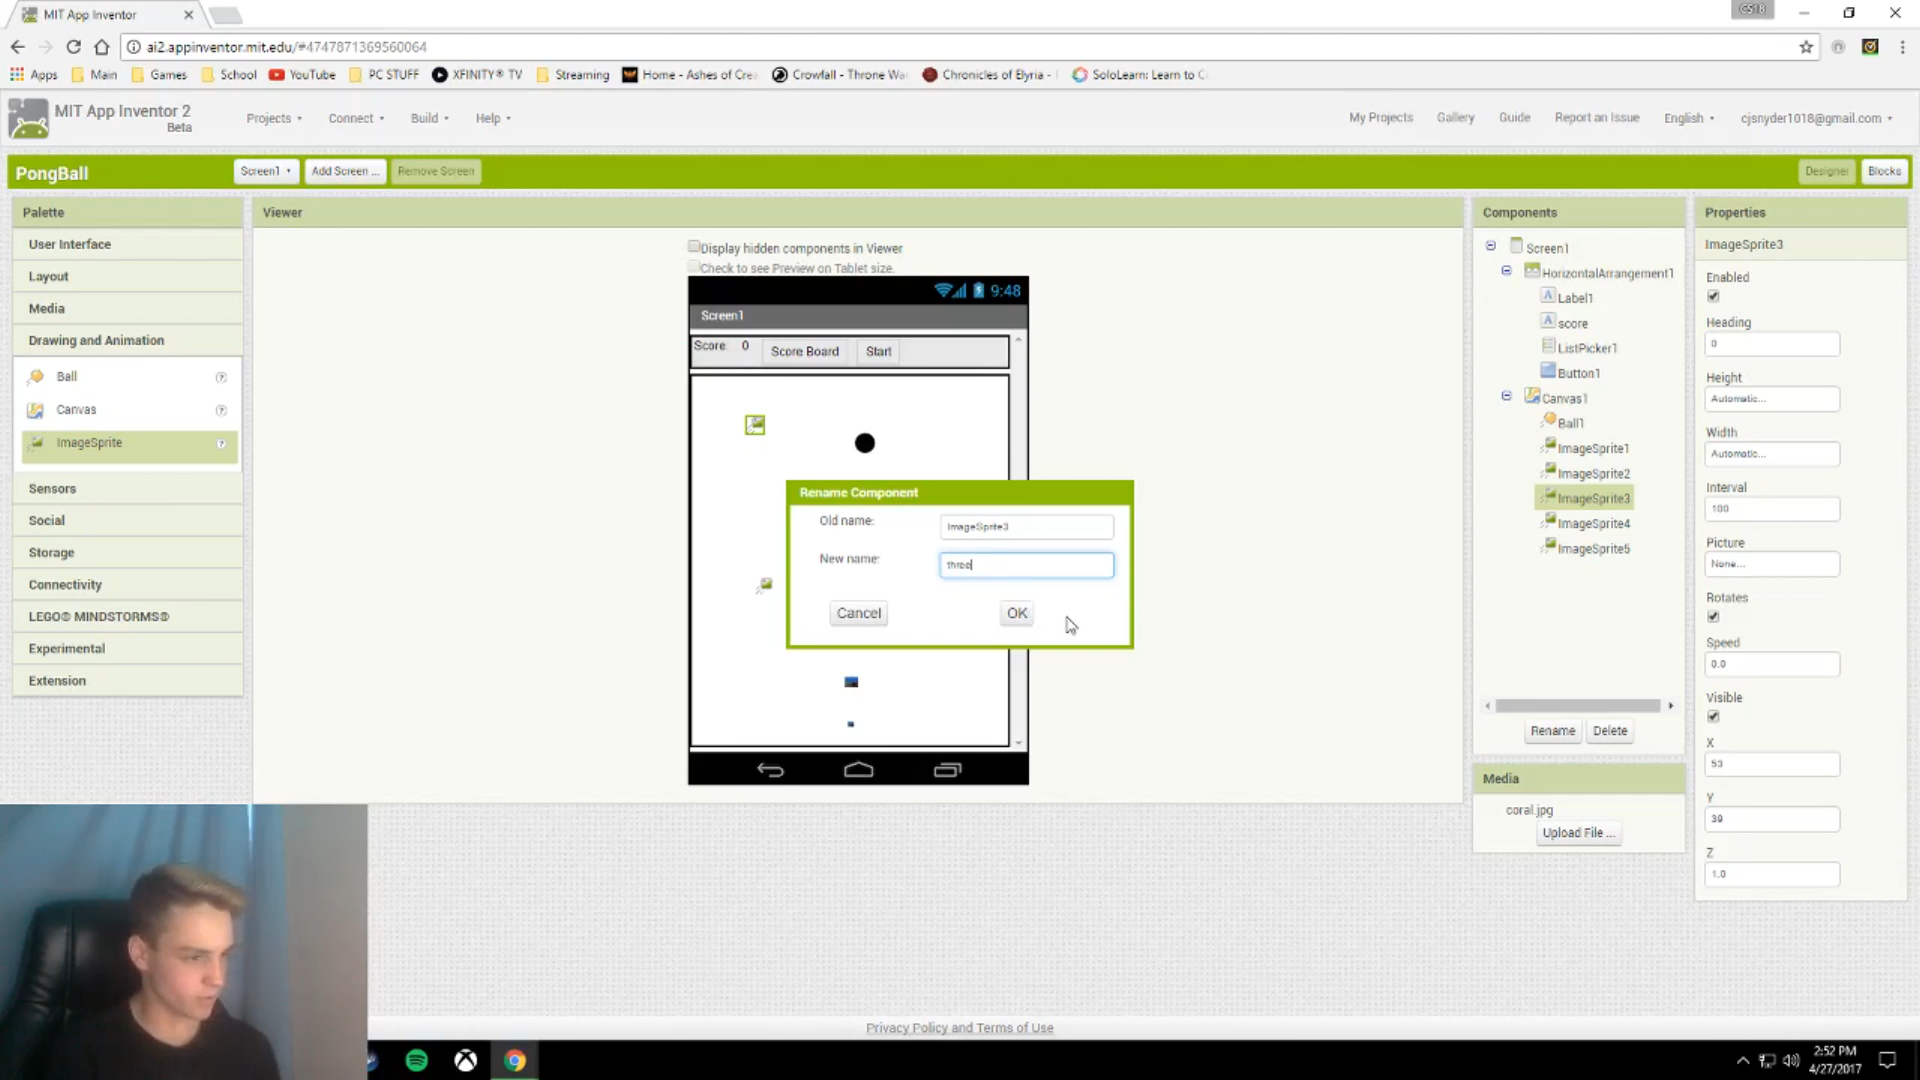 MIT App Inventor
CS18
ai2.appinventor.mit.edu/#4747871369560064
Apps Main Games School YouTube PC STUFF XFINITY® TV Streaming Home - Ashes of Cre Crowfall - Throne Wa Chronicles of Elyria - SoloLearn: Learn to C
MIT App Inventor 2
Beta
Projects Connect Build Help
My Projects Gallery Guide Report an Issue English cjsnyder1018@gmail.com
PongBall
Screen1 Add Screen ... Remove Screen
Designer Blocks
Palette
User Interface
Layout
Media
Drawing and Animation
Ball ?
Canvas ?
ImageSprite ?
Sensors
Social
Storage
Connectivity
LEGO® MINDSTORMS®
Experimental
Extension
Viewer
Display hidden components in Viewer
Check to see Preview on Tablet size.
9:48
Screen1
Score: 0 Score Board Start
Rename Component
Old name: ImageSprite3
New name: three
Cancel OK
Components
Screen1
HorizontalArrangement1
Label1
score
ListPicker1
Button1
Canvas1
Ball1
ImageSprite1
ImageSprite2
ImageSprite3
ImageSprite4
ImageSprite5
Rename Delete
Media
coral.jpg
Upload File ...
Properties
ImageSprite3
Enabled
Heading
0
Height
Automatic...
Width
Automatic...
Interval
100
Picture
None...
Rotates
Speed
0.0
Visible
X
53
Y
39
Z
1.0
Privacy Policy and Terms of Use
2:52 PM
4/27/2017